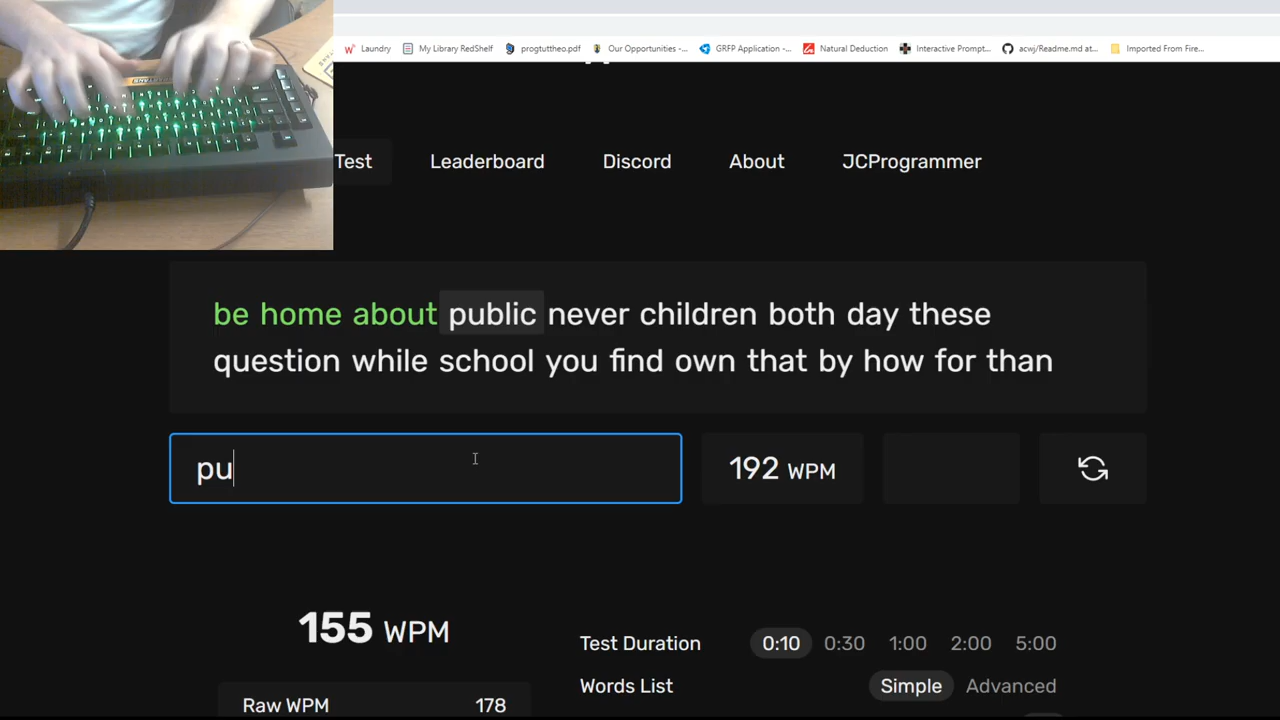 Laundry My Library RedShelf progtuttheo.pdf Our Opportunities -... GRFP Application -... Natural Deduction Interactive Prompt... acwj/Readme.md at... Imported From Fire...
Test Leaderboard Discord About JCProgrammer
be home about public never children both day these
question while school you find own that by how for than
pu 192 WPM
155 WPM
Test Duration 0:10 0:30 1:00 2:00 5:00
Words List Simple Advanced
Raw WPM 178